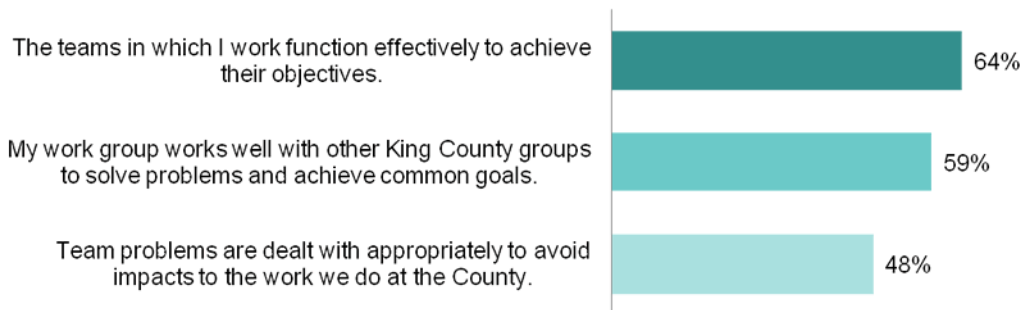 The teams in which I work function effectively to achieve
their objectives.
64%
My work group works well with other King County groups
to solve problems and achieve common goals.
59%
Team problems are dealt with appropriately to avoid
impacts to the work we do at the County.
48%